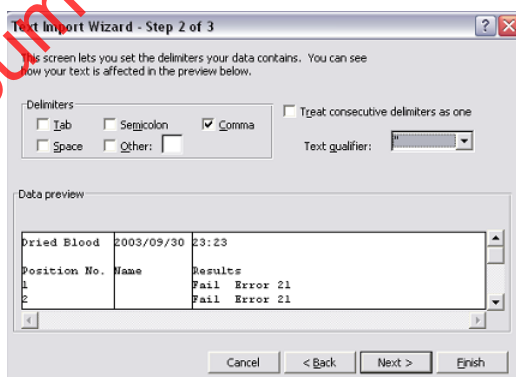 Text Import Wizard - Step 2 of 3
This screen lets you set the delimiters your data contains. You can see
how your text is affected in the preview below.
Delimiters
Tab Semicolon Comma
Space Other:
Treat consecutive delimiters as one
Text qualifier: "
Data preview
Dried Blood 2003/09/30 23:23
Position No. Name Results
1 Fail Error 21
2 Fail Error 21
Cancel < Back Next > Finish